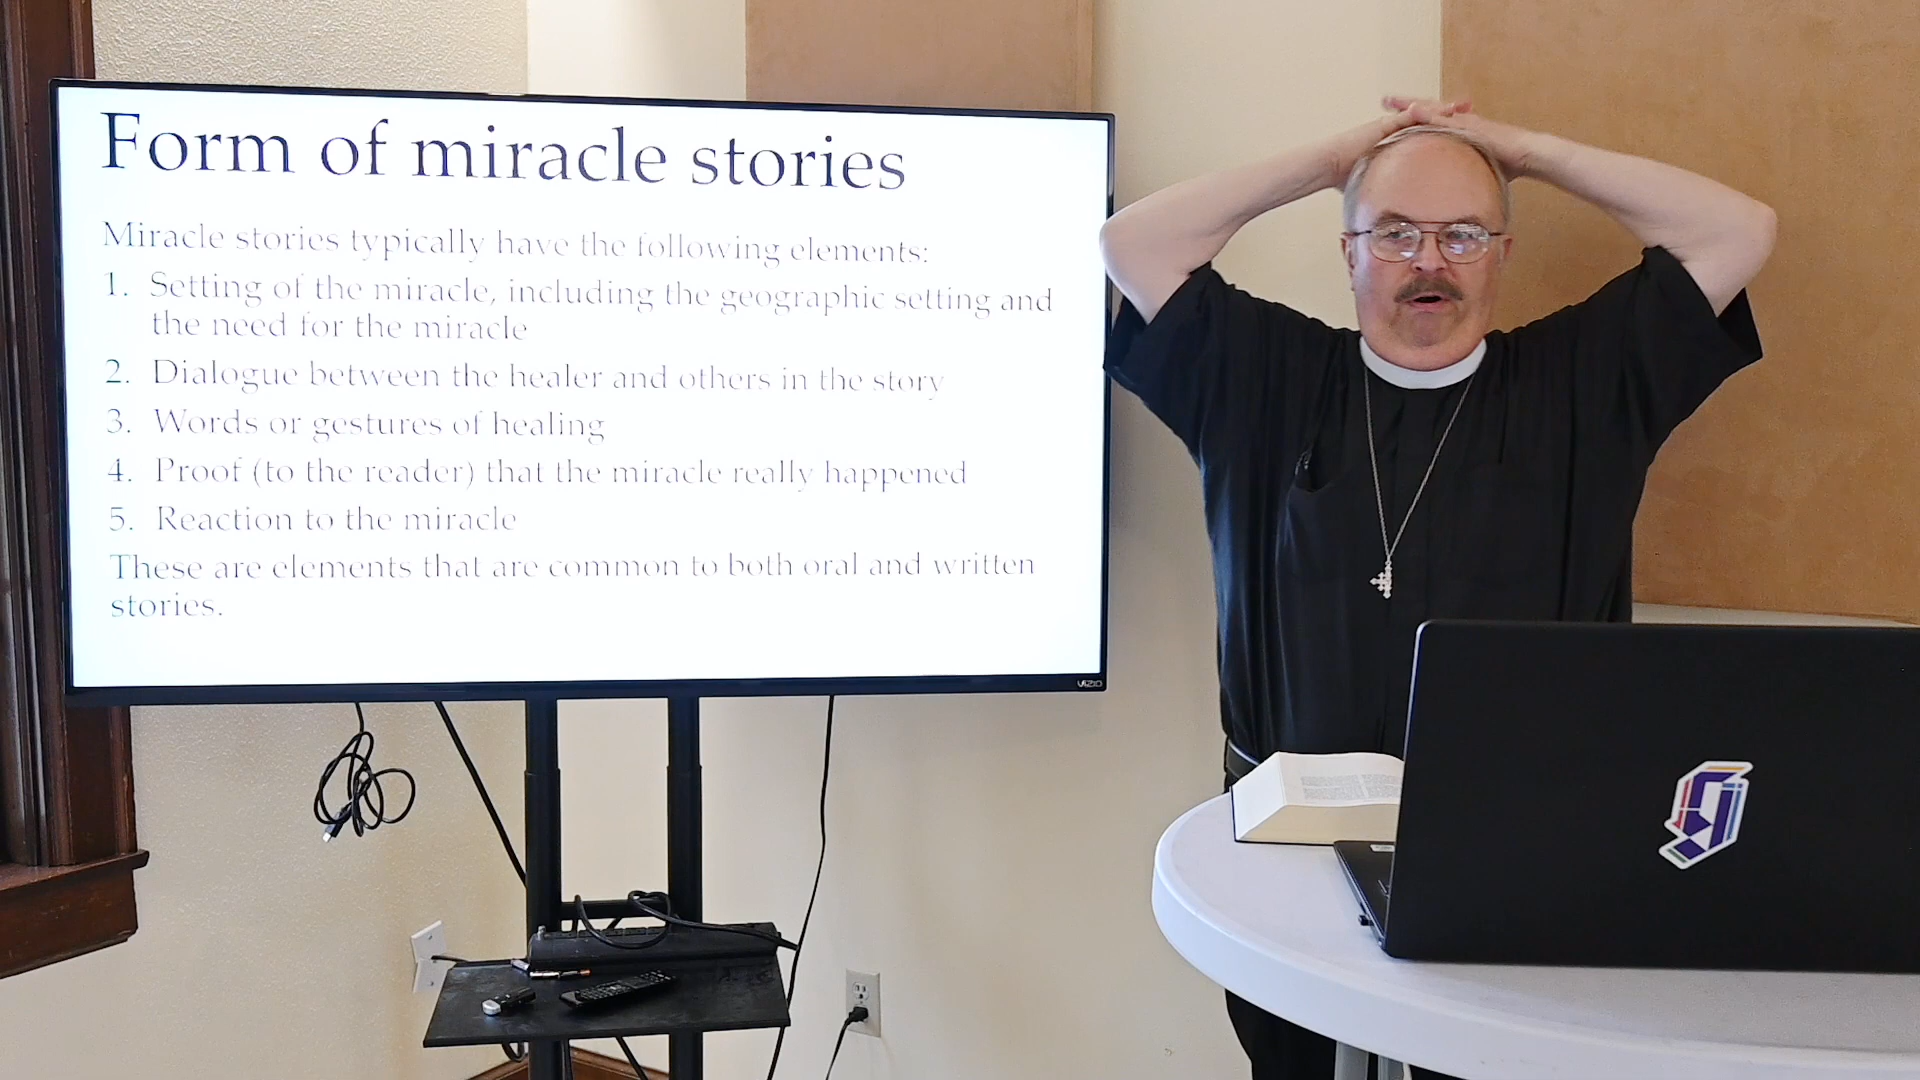 Form of miracle stories
Miracle stories typically have the following elements:
1. Setting of the miracle, including the geographic setting and
the need for the miracle
2. Dialogue between the healer and others in the story
3. Words or gestures of healing
4. Proof (to the reader) that the miracle really happened
5. Reaction to the miracle
These are elements that are common to both oral and written
stories.
VIZIO